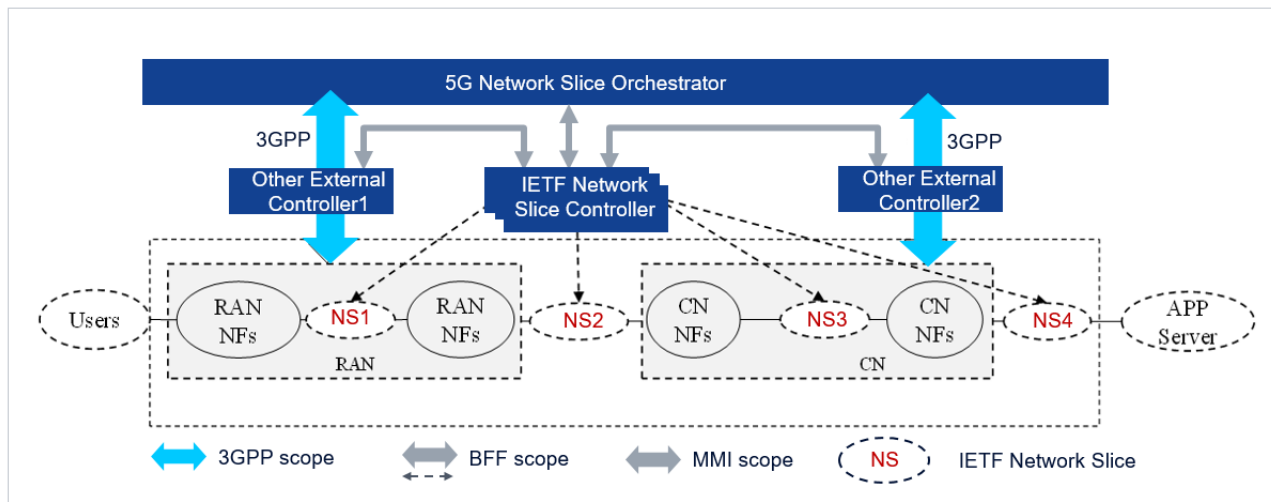 5G Network Slice Orchestrator
3GPP
3GPP
Other External
Controller1
IETF Network
Slice Controller
Other External
Controller2
Users
RAN
NFs
NS1
RAN
NFs
NS2
CN
NFs
NS3
CN
NFs
NS4
APP
Server
RAN
CN
3GPP scope
BFF scope
MMI scope
NS
IETF Network Slice